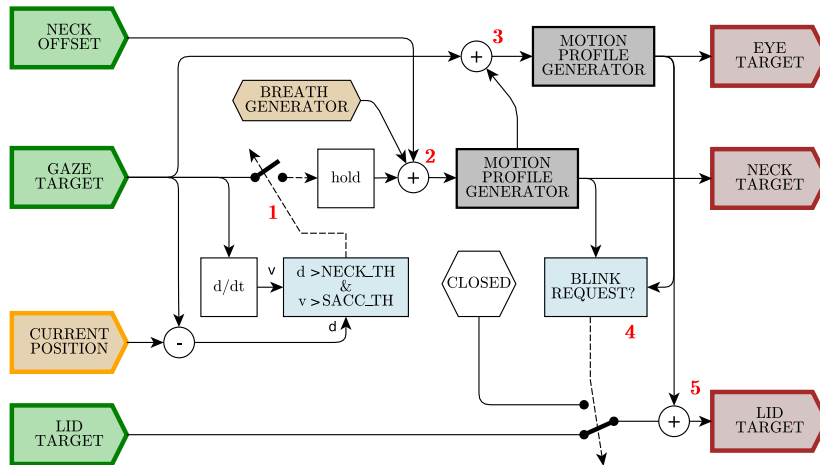 NECK
OFFSET
3
MOTION
PROFILE
GENERATOR
EYE
TARGET
+
BREATH
GENERATOR
GAZE
TARGET
1
hold
+
2
MOTION
PROFILE
GENERATOR
NECK
TARGET
d/dt
v
d >NECK_TH
&
v >SACC_TH
d
CLOSED
BLINK
REQUEST?
4
CURRENT
POSITION
-
LID
TARGET
5
+
LID
TARGET